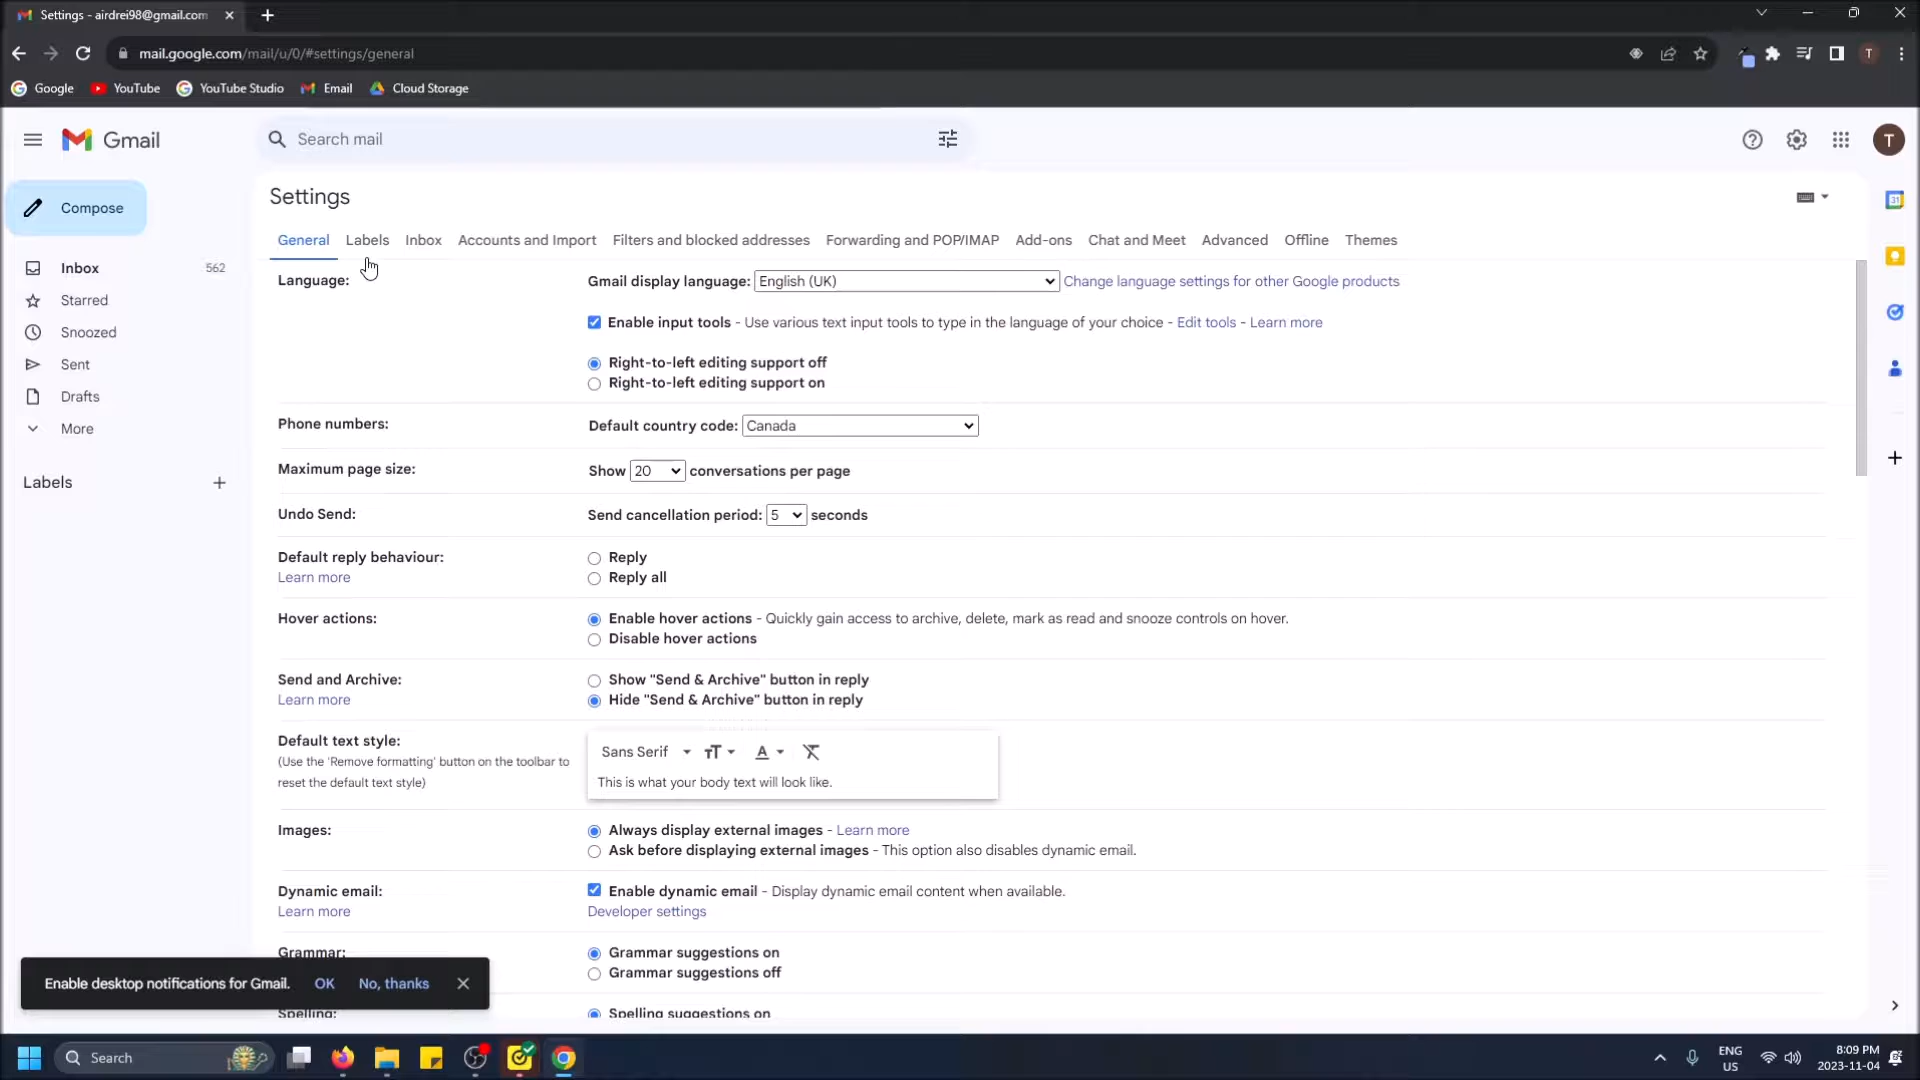 Settings - airdrei98@gmail.com
mail.google.com/mail/u/0/#settings/general
T
Google YouTube YouTube Studio Email Cloud Storage
Gmail
Search mail
T
Compose
Inbox 562
Starred
Snoozed
Sent
Drafts
More
Labels
Settings
General Labels Inbox Accounts and Import Filters and blocked addresses Forwarding and POP/IMAP Add-ons Chat and Meet Advanced Offline Themes
Language: Gmail display language: English (UK) Change language settings for other Google products
Enable input tools - Use various text input tools to type in the language of your choice - Edit tools - Learn more
Right-to-left editing support off
Right-to-left editing support on
Phone numbers: Default country code: Canada
Maximum page size: Show 20 conversations per page
Undo Send: Send cancellation period: 5 seconds
Default reply behaviour: Reply
Learn more Reply all
Hover actions: Enable hover actions - Quickly gain access to archive, delete, mark as read and snooze controls on hover.
Disable hover actions
Send and Archive: Show "Send & Archive" button in reply
Learn more Hide "Send & Archive" button in reply
Default text style:
(Use the 'Remove formatting' button on the toolbar to
reset the default text style)
Sans Serif
This is what your body text will look like.
Images: Always display external images - Learn more
Ask before displaying external images - This option also disables dynamic email.
Dynamic email: Enable dynamic email - Display dynamic email content when available.
Learn more Developer settings
Grammar: Grammar suggestions on
Grammar suggestions off
Spelling: Spelling suggestions on
Enable desktop notifications for Gmail. OK No, thanks
31
Search
ENG
US
8:09 PM
2023-11-04